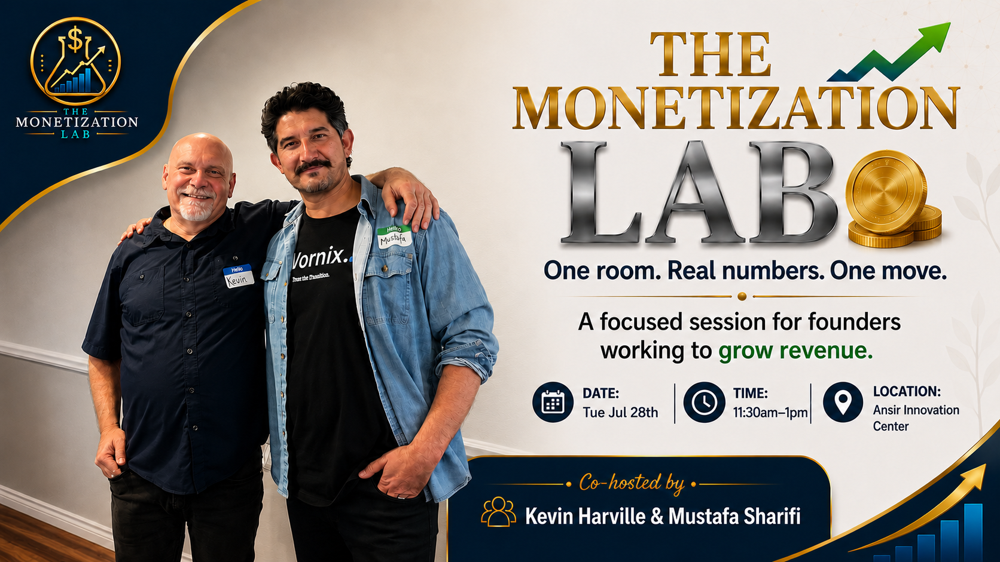 THE
MONETIZATION
LAB
Hello
Kevin
Mustafa
Vornix..
Trust the Transition.
THE
MONETIZATION
LAB
One room. Real numbers. One move.
A focused session for founders
working to grow revenue.
DATE:
Tue Jul 28th
TIME:
11:30am–1pm
LOCATION:
Ansir Innovation
Center
Co-hosted by
Kevin Harville & Mustafa Sharifi